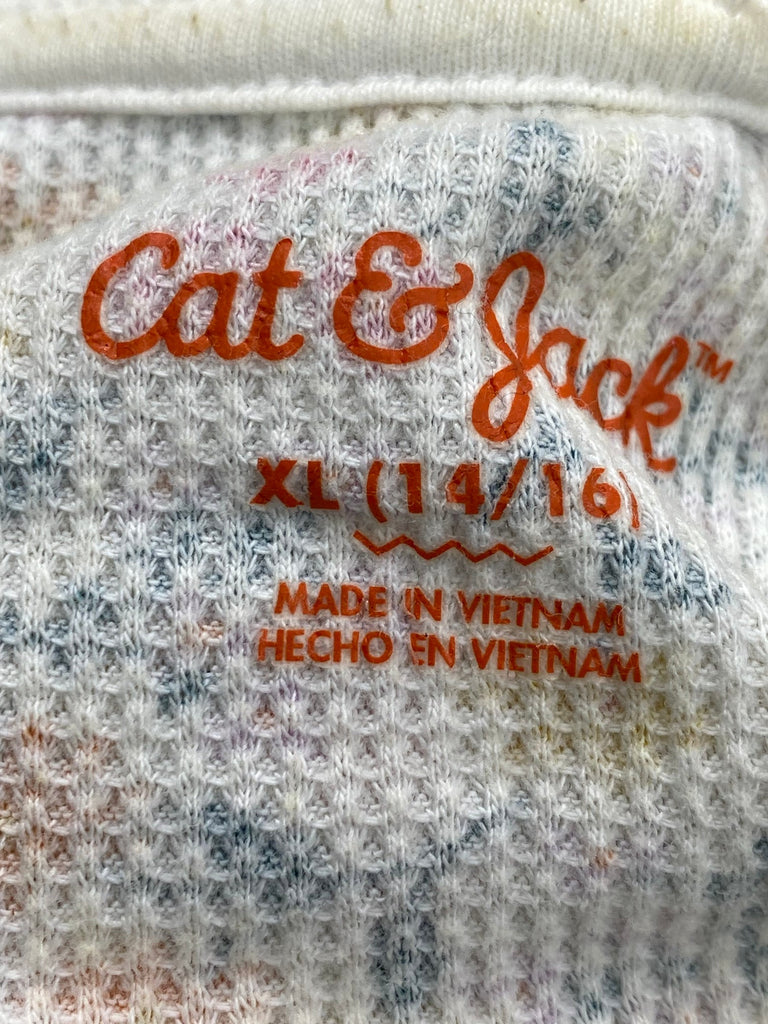 Cat & Jack™
XL (14/16)
MADE IN VIETNAM
HECHO EN VIETNAM